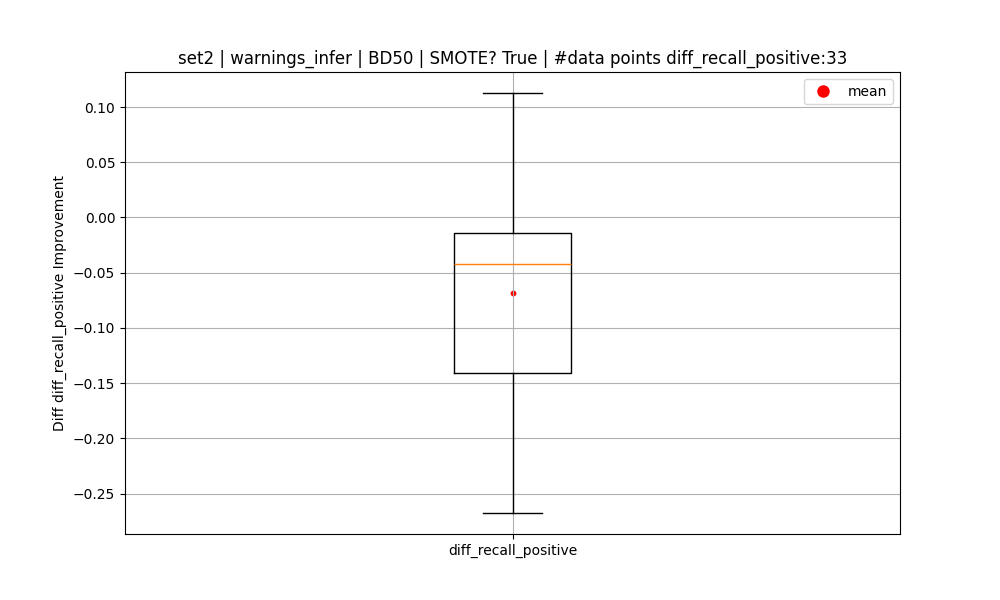 set2 | warnings_infer | BD50 | SMOTE? True | #data points diff_recall_positive:33
mean
0.10
0.05
0.00
−0.05
−0.10
−0.15
−0.20
−0.25
Diff diff_recall_positive Improvement
diff_recall_positive